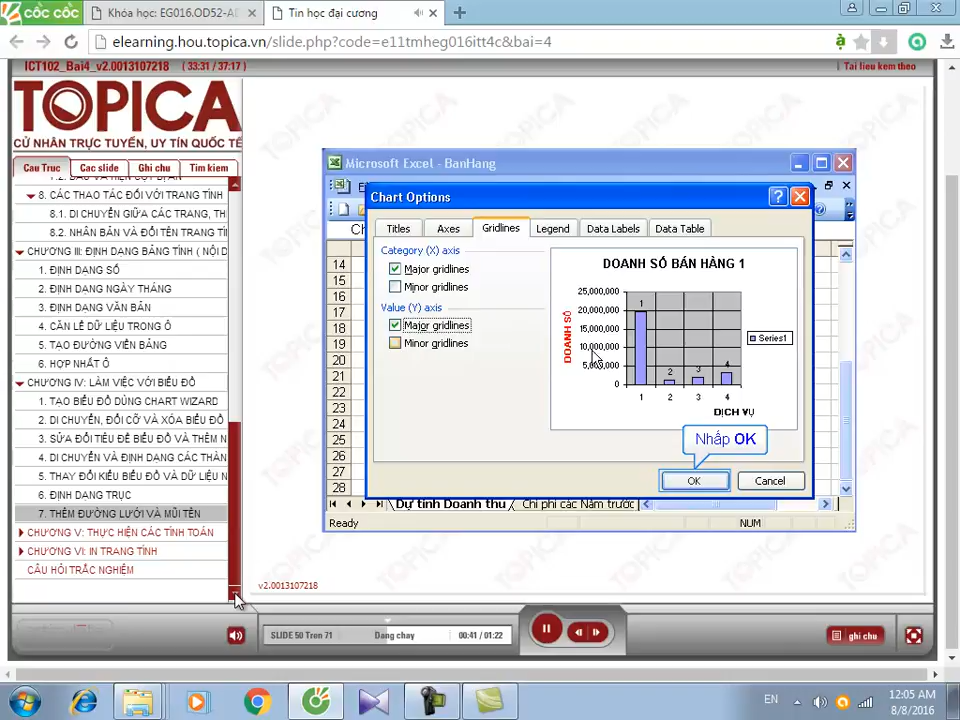 CỐC CỐC
Khóa học: EG016.OD52-AD
Tin học đại cương
elearning.hou.topica.vn/slide.php?code=e11tmheg016itt4c&bai=4
ICT102_Bai4_v2.0013107218 ( 33:31 / 37:17 )
Tai lieu kem theo
TOPICA
CỬ NHÂN TRỰC TUYẾN, UY TÍN QUỐC TẾ
Cau Truc
Cac slide
Ghi chu
Tim kiem
8. CÁC THAO TÁC ĐỐI VỚI TRANG TÍNH
8.1. DI CHUYỂN GIỮA CÁC TRANG, TH
8.2. NHÂN BẢN VÀ ĐỔI TÊN TRANG TÍ
CHƯƠNG III: ĐỊNH DẠNG BẢNG TÍNH ( NỘI D
1. ĐỊNH DẠNG SỐ
2. ĐỊNH DẠNG NGÀY THÁNG
3. ĐỊNH DẠNG VĂN BẢN
4. CĂN LỀ DỮ LIỆU TRONG Ô
5. TẠO ĐƯỜNG VIỀN BẢNG
6. HỢP NHẤT Ô
CHƯƠNG IV: LÀM VIỆC VỚI BIỂU ĐỒ
1. TẠO BIỂU ĐỒ DÙNG CHART WIZARD
2. DI CHUYỂN, ĐỔI CỠ VÀ XÓA BIỂU ĐỒ
3. SỬA ĐỔI TIÊU ĐỀ BIỂU ĐỒ VÀ THÊM N
4. DI CHUYỂN VÀ ĐỊNH DẠNG CÁC THÀN
5. THAY ĐỔI KIỂU BIỂU ĐỒ VÀ DỮ LIỆU N
6. ĐỊNH DẠNG TRỤC
7. THÊM ĐƯỜNG LƯỚI VÀ MŨI TÊN
CHƯƠNG V: THỰC HIỆN CÁC TÍNH TOÁN
CHƯƠNG VI: IN TRANG TÍNH
CÂU HỎI TRẮC NGHIỆM
Microsoft Excel - BanHang
Chart Options
Titles
Axes
Gridlines
Legend
Data Labels
Data Table
Category (X) axis
Major gridlines
Minor gridlines
Value (Y) axis
Major gridlines
Minor gridlines
DOANH SỐ BÁN HÀNG 1
DOANH SỐ
25,000,000
20,000,000
15,000,000
10,000,000
5,000,000
0
1
2
3
4
1 2 3 4
DỊCH VỤ
Series1
Nhấp OK
OK
Cancel
14
15
16
17
18
19
20
21
22
23
24
25
26
27
28
Dự tính Doanh thu
Chi phí các Năm trước
Ready
NUM
v2.0013107218
SLIDE 50 Tren 71
Dang chay
00:41 / 01:22
ghi chu
EN
12:05 AM
8/8/2016